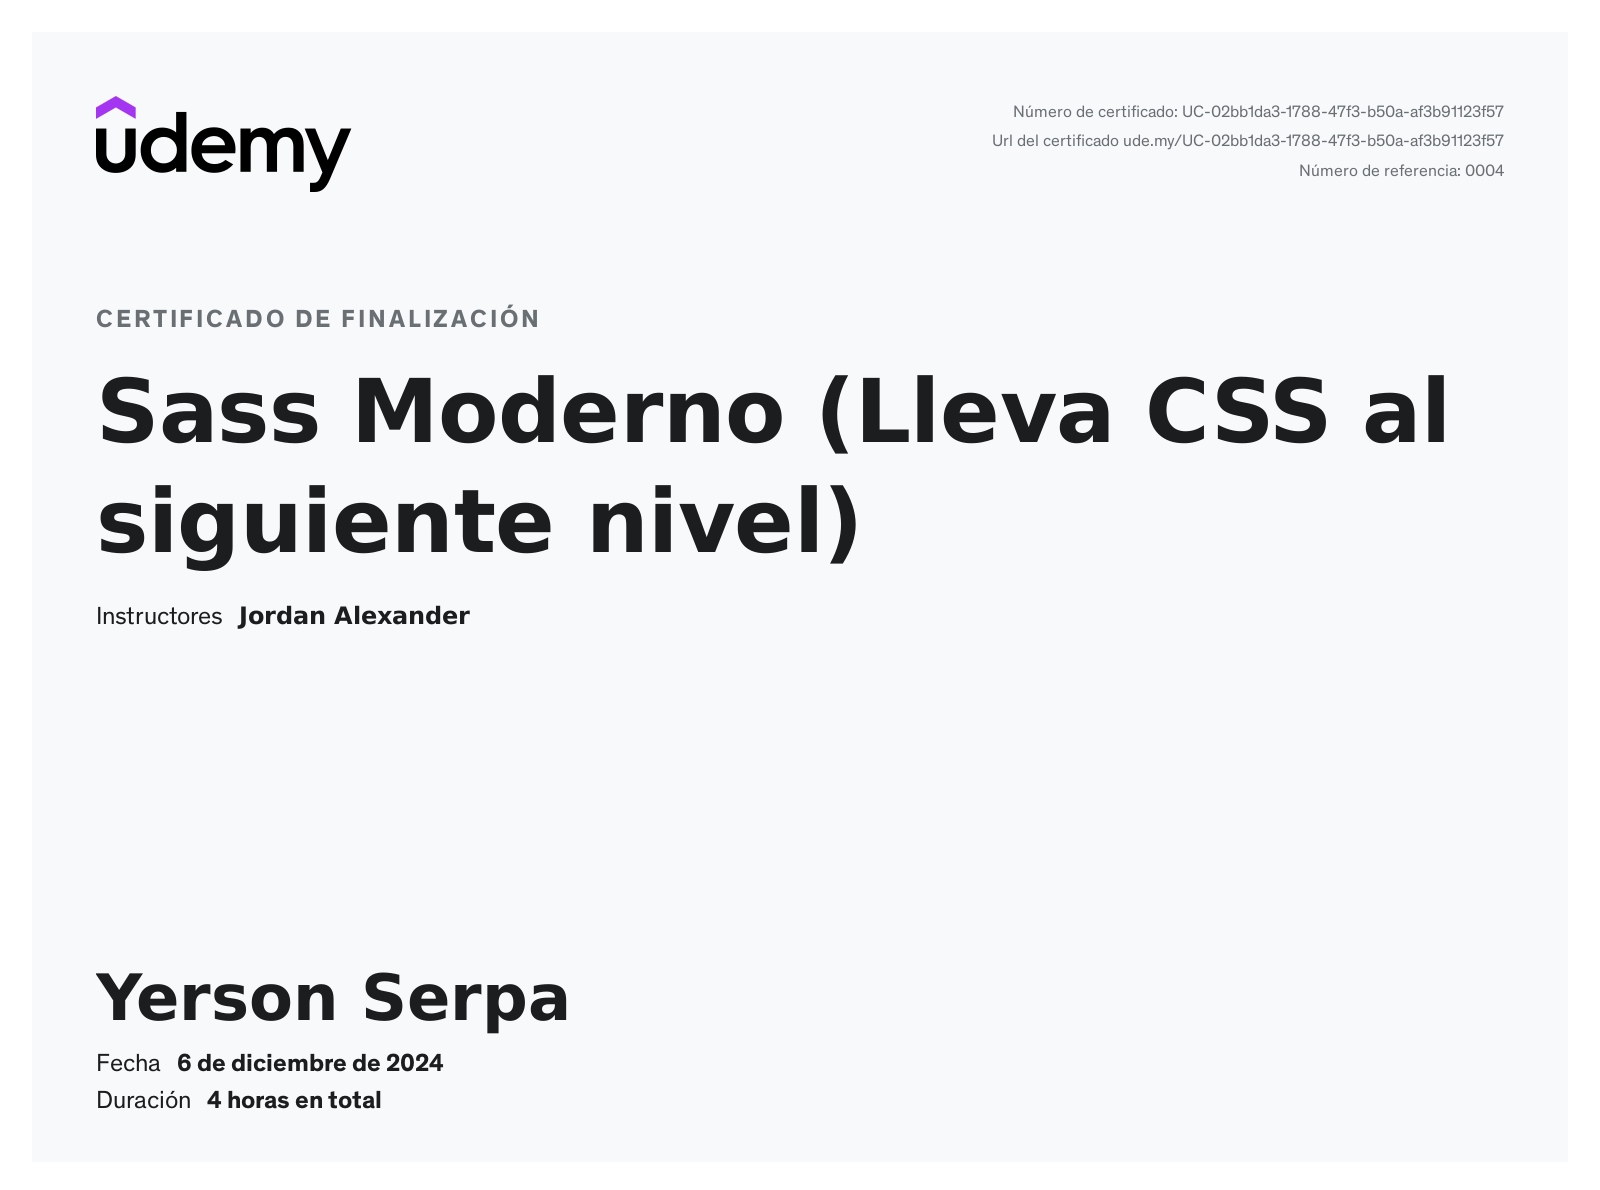 udemy
Número de certificado: UC-02bb1da3-1788-47f3-b50a-af3b91123f57
Url del certificado ude.my/UC-02bb1da3-1788-47f3-b50a-af3b91123f57
Número de referencia: 0004
CERTIFICADO DE FINALIZACIÓN
Sass Moderno (Lleva CSS al
siguiente nivel)
Instructores Jordan Alexander
Yerson Serpa
Fecha 6 de diciembre de 2024
Duración 4 horas en total